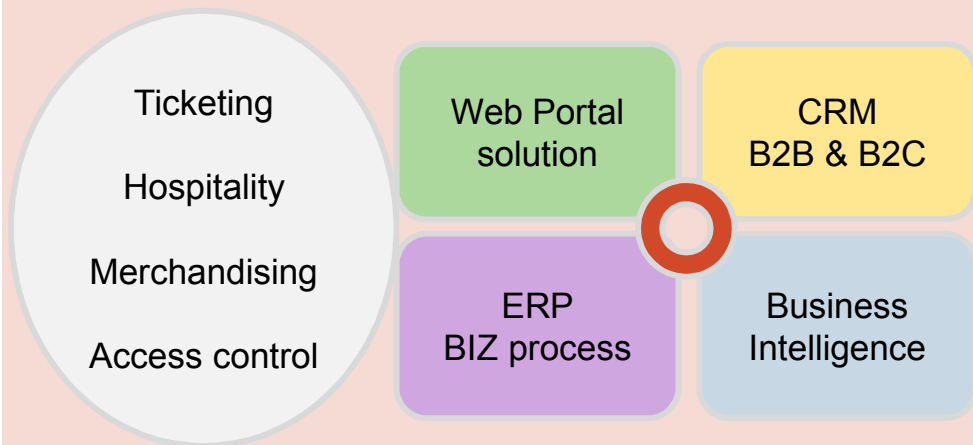 Ticketing
Hospitality
Merchandising
Access control
Web Portal
solution
CRM
B2B & B2C
ERP
BIZ process
Business
Intelligence